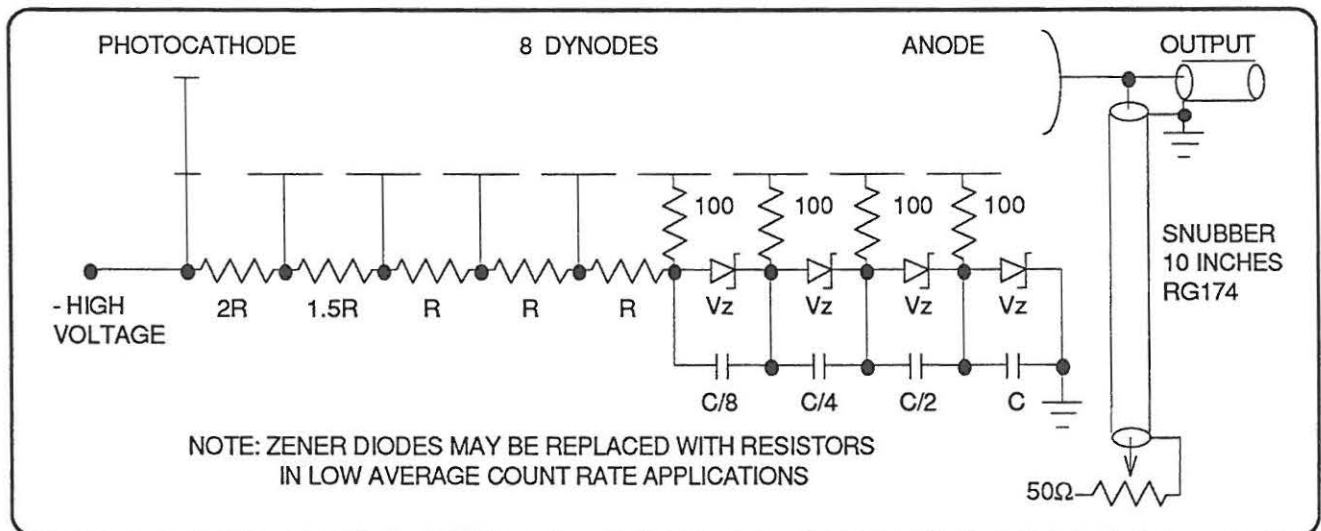 PHOTOCATHODE
8 DYNODES
ANODE
OUTPUT
100
100
100
100
SNUBBER
10 INCHES
RG174
- HIGH
VOLTAGE
2R
1.5R
R
R
R
Vz
Vz
Vz
Vz
C/8
C/4
C/2
C
NOTE: ZENER DIODES MAY BE REPLACED WITH RESISTORS
IN LOW AVERAGE COUNT RATE APPLICATIONS
50Ω